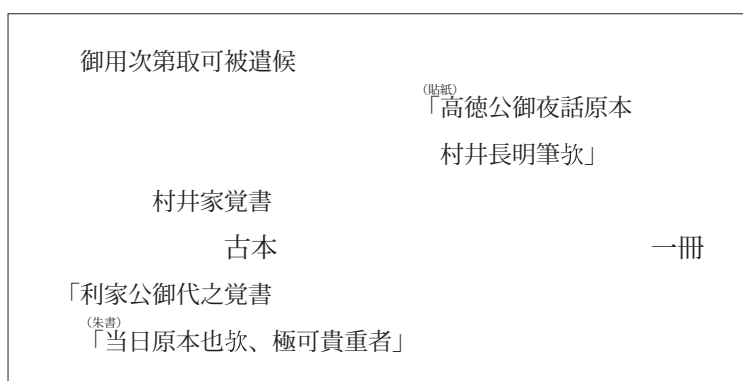 御用次第取可被遣候
（貼紙）
「高徳公御夜話原本
村井長明筆歟」
村井家覚書
古本　一冊
「利家公御代之覚書
（朱書）
「当日原本也歟、極可貴重者」